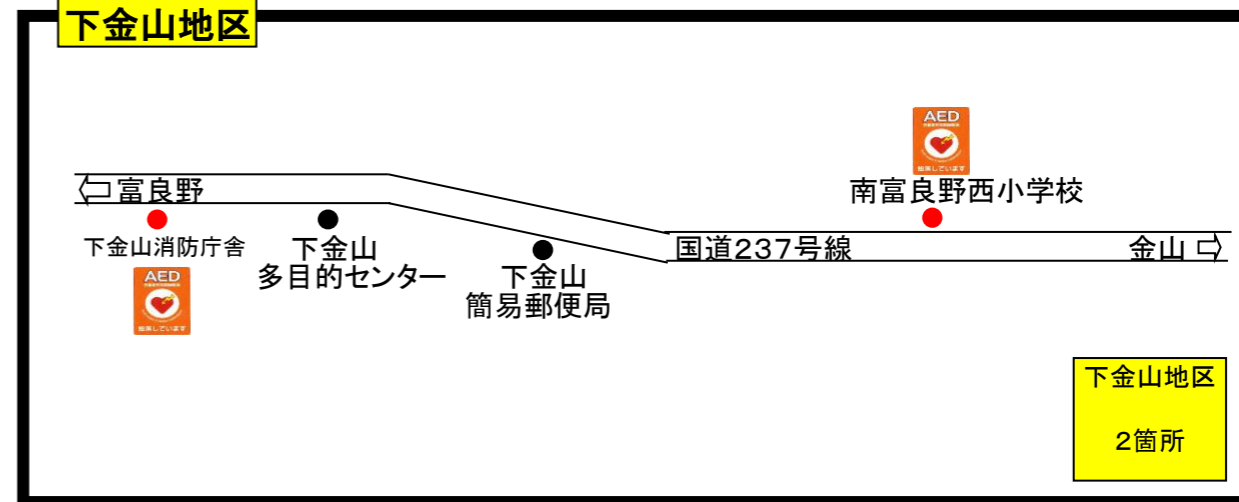 下金山地区
AED
南富良野西小学校
富良野
下金山消防庁舎
AED
下金山
多目的センター
下金山
簡易郵便局
国道237号線
金山
下金山地区
2箇所